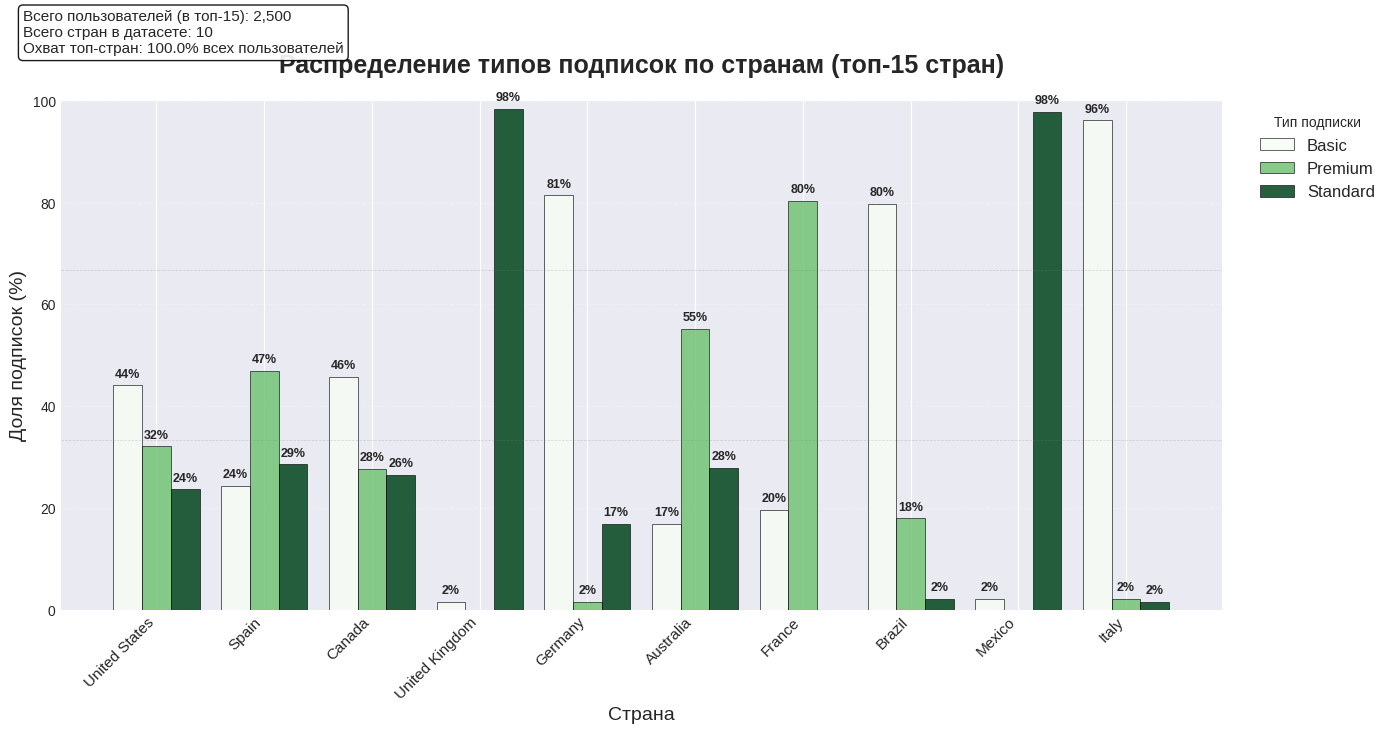 Всего пользователей (в топ-15): 2,500
Всего стран в датасете: 10
Охват топ-стран: 100.0% всех пользователей
Распределение типов подписок по странам (топ-15 стран)
Доля подписок (%)
100
80
60
40
20
0
44%
32%
24%
24%
47%
29%
46%
28%
26%
2%
98%
81%
2%
17%
17%
55%
28%
20%
80%
80%
18%
2%
2%
98%
96%
2%
2%
United States
Spain
Canada
United Kingdom
Germany
Australia
France
Brazil
Mexico
Italy
Страна
Тип подписки
Basic
Premium
Standard